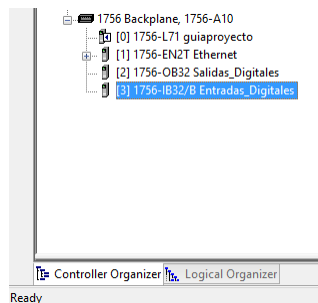 1756 Backplane, 1756-A10
[0] 1756-L71 guiaproyecto
[1] 1756-EN2T Ethernet
[2] 1756-OB32 Salidas_Digitales
[3] 1756-IB32/B Entradas_Digitales
Controller Organizer Logical Organizer
Ready